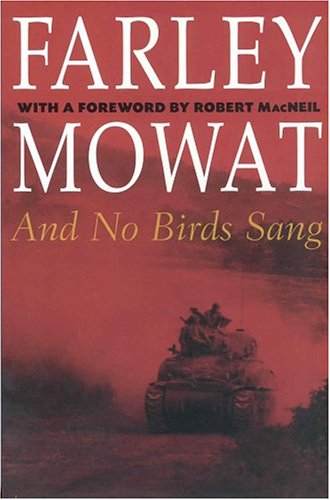 FARLEY
WITH A FOREWORD BY ROBERT MACNEIL
MOWAT
And No Birds Sang